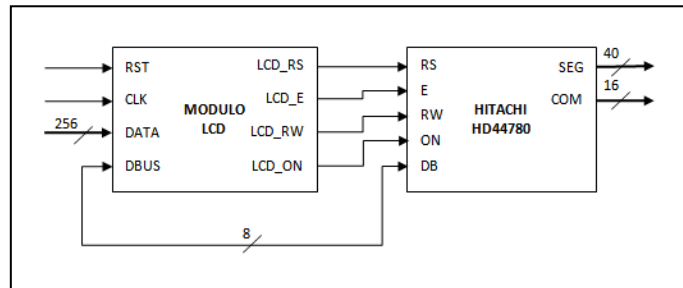 RST
CLK
256
DATA
DBUS
MODULO
LCD
LCD_RS
LCD_E
LCD_RW
LCD_ON
8
RS
E
RW
ON
DB
HITACHI
HD44780
SEG
COM
40
16